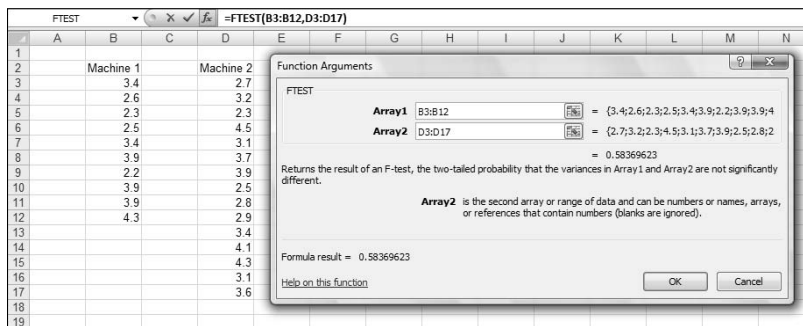 FTEST =FTEST(B3:B12,D3:D17)
A B C D E F G H I J K L M N
1
2 Machine 1 Machine 2
3 3.4 2.7
4 2.6 3.2
5 2.3 2.3
6 2.5 4.5
7 3.4 3.1
8 3.9 3.7
9 2.2 3.9
10 3.9 2.5
11 3.9 2.8
12 4.3 2.9
13 3.4
14 4.1
15 4.3
16 3.1
17 3.6
18
19
Function Arguments
FTEST
Array1 B3:B12 = {3.4;2.6;2.3;2.5;3.4;3.9;2.2;3.9;3.9;4
Array2 D3:D17 = {2.7;3.2;2.3;4.5;3.1;3.7;3.9;2.5;2.8;2
= 0.58369623
Returns the result of an F-test, the two-tailed probability that the variances in Array1 and Array2 are not significantly
different.
Array2 is the second array or range of data and can be numbers or names, arrays,
or references that contain numbers (blanks are ignored).
Formula result = 0.58369623
Help on this function
OK Cancel